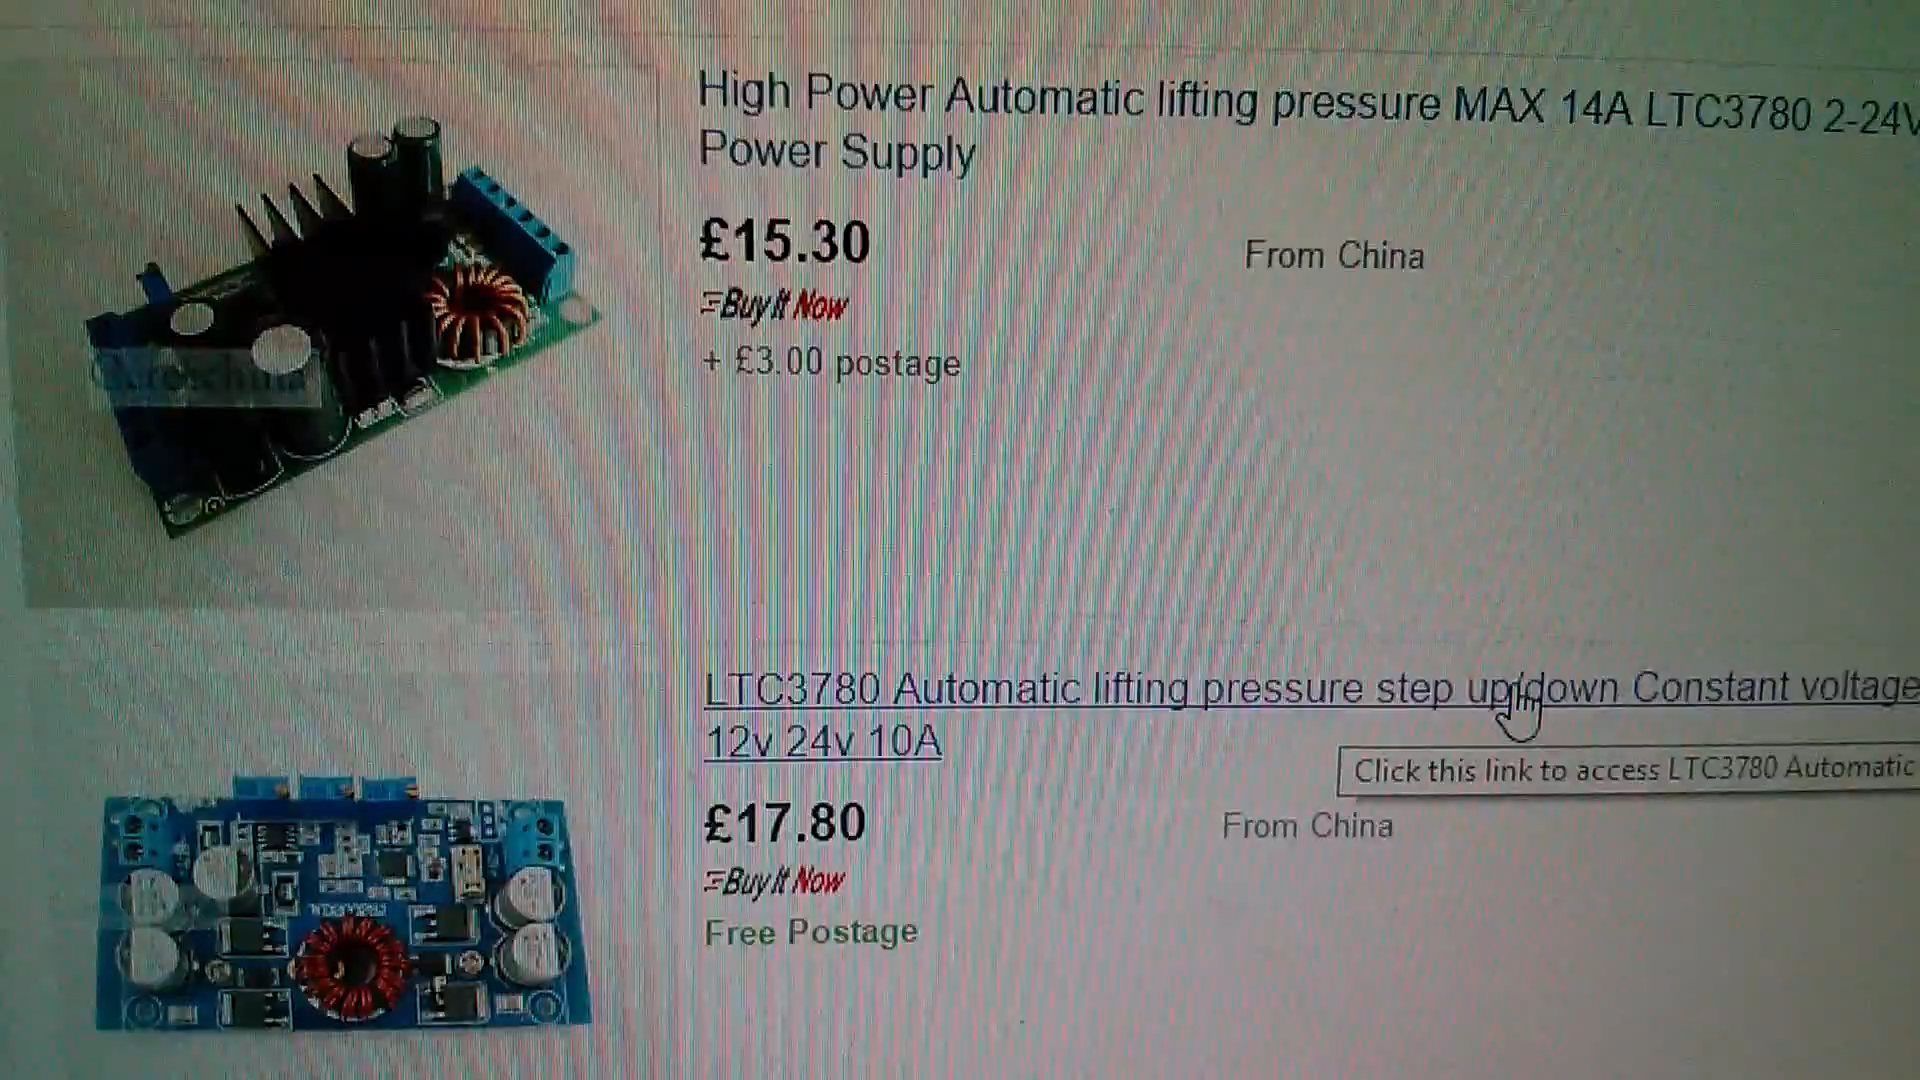 High Power Automatic lifting pressure MAX 14A LTC3780 2-24V
Power Supply
£15.30
Buy It Now
From China
+ £3.00 postage
LTC3780 Automatic lifting pressure step up/down Constant voltage
12v 24v 10A
Click this link to access LTC3780 Automatic
£17.80
From China
Buy It Now
Free Postage